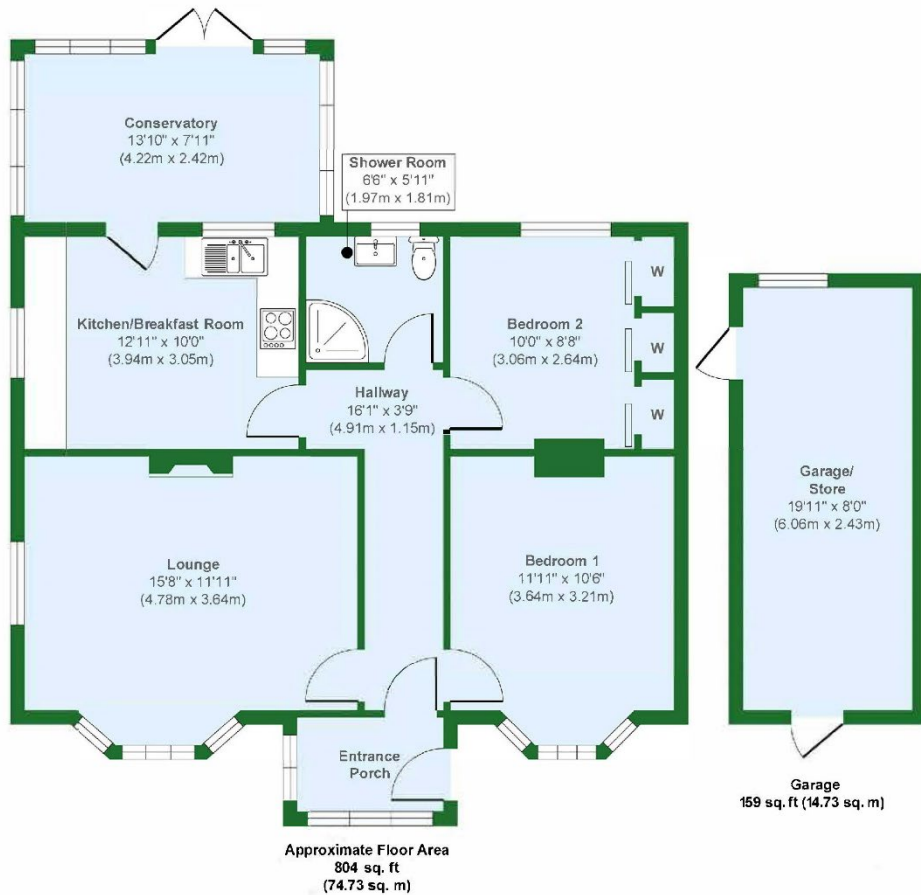 Conservatory
13'10" x 7'11"
(4.22m x 2.42m)
Shower Room
6'6" x 5'11"
(1.97m x 1.81m)
Kitchen/Breakfast Room
12'11" x 10'0"
(3.94m x 3.05m)
Bedroom 2
10'0" x 8'8"
(3.06m x 2.64m)
W
W
W
Hallway
16'1" x 3'9"
(4.91m x 1.15m)
Lounge
15'8" x 11'11"
(4.78m x 3.64m)
Bedroom 1
11'11" x 10'6"
(3.64m x 3.21m)
Entrance
Porch
Garage/
Store
19'11" x 8'0"
(6.06m x 2.43m)
Garage
159 sq. ft (14.73 sq. m)
Approximate Floor Area
804 sq. ft
(74.73 sq. m)